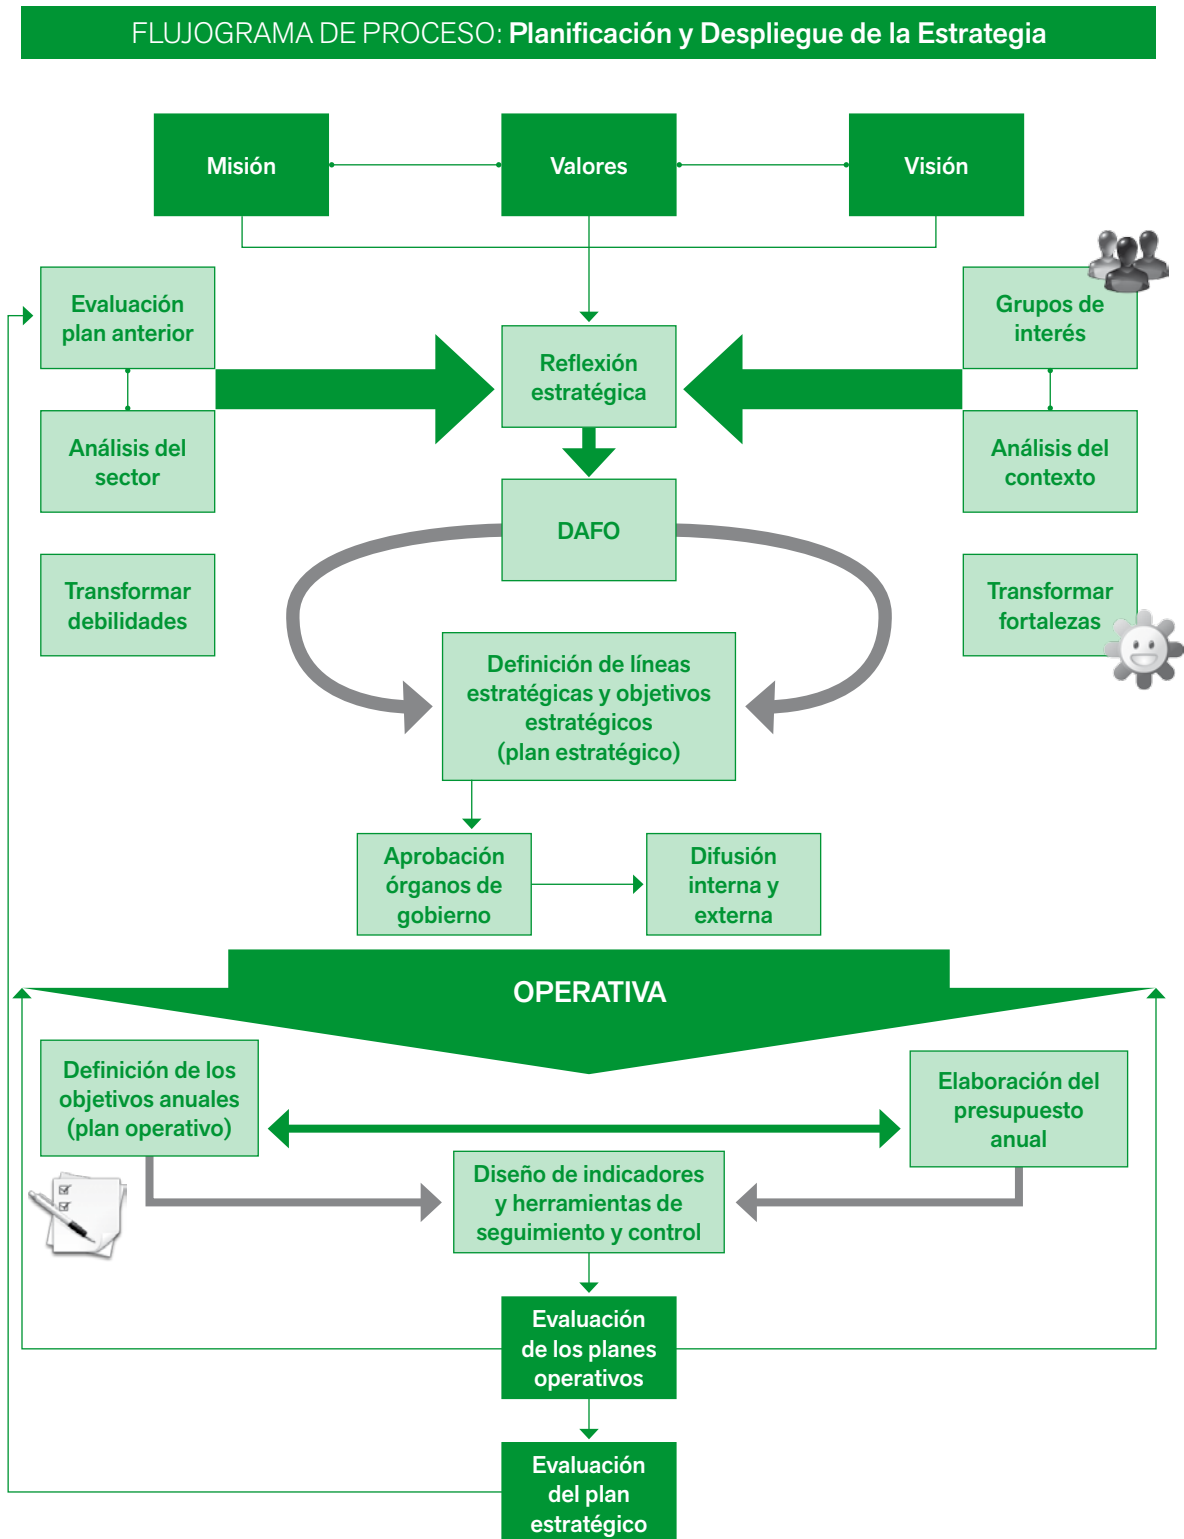 FLUJOGRAMA DE PROCESO: Planificación y Despliegue de la Estrategia
Misión
Valores
Visión
Evaluación
plan anterior
Grupos de
interés
Reflexión
estratégica
Análisis del
sector
Análisis del
contexto
DAFO
Transformar
debilidades
Transformar
fortalezas
Definición de líneas
estratégicas y objetivos
estratégicos
(plan estratégico)
Aprobación
órganos de
gobierno
Difusión
interna y
externa
OPERATIVA
Definición de los
objetivos anuales
(plan operativo)
Elaboración del
presupuesto
anual
Diseño de indicadores
y herramientas de
seguimiento y control
Evaluación
de los planes
operativos
Evaluación
del plan
estratégico